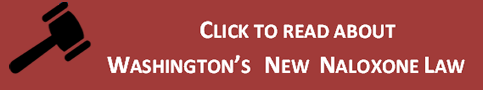 Click to read about
Washington's New Naloxone Law